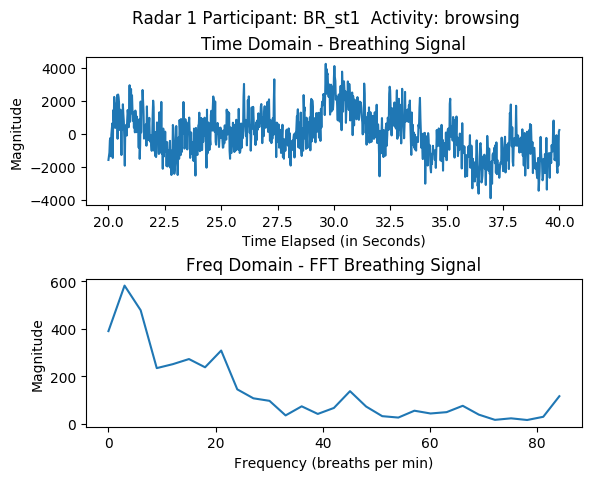 Radar 1 Participant: BR_st1  Activity: browsing
Time Domain - Breathing Signal
Magnitude
4000
2000
0
−2000
−4000
20.0 22.5 25.0 27.5 30.0 32.5 35.0 37.5 40.0
Time Elapsed (in Seconds)
Freq Domain - FFT Breathing Signal
Magnitude
600
400
200
0
0 20 40 60 80
Frequency (breaths per min)